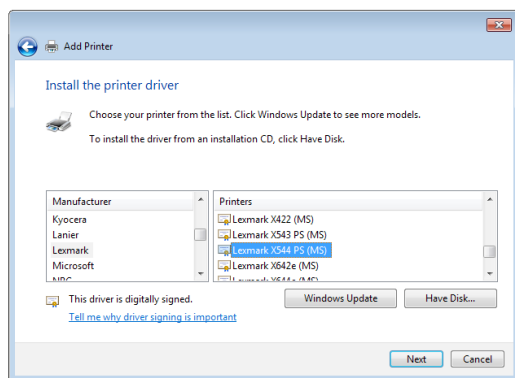 Add Printer
Install the printer driver
Choose your printer from the list. Click Windows Update to see more models.
To install the driver from an installation CD, click Have Disk.
Manufacturer
Kyocera
Lanier
Lexmark
Microsoft
Printers
Lexmark X422 (MS)
Lexmark X543 PS (MS)
Lexmark X544 PS (MS)
Lexmark X642e (MS)
This driver is digitally signed.
Tell me why driver signing is important
Windows Update
Have Disk...
Next
Cancel